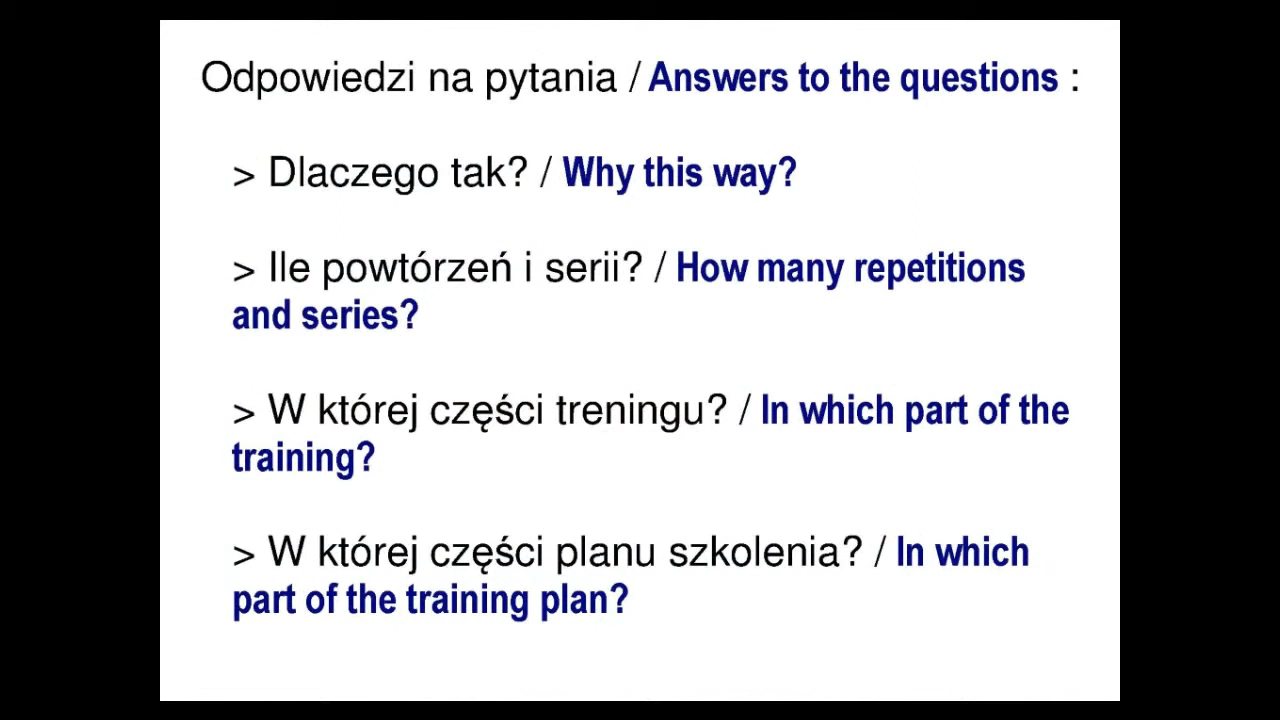 Odpowiedzi na pytania / Answers to the questions :
> Dlaczego tak? / Why this way?
> Ile powtórzeń i serii? / How many repetitions
and series?
> W której części treningu? / In which part of the
training?
> W której części planu szkolenia? / In which
part of the training plan?